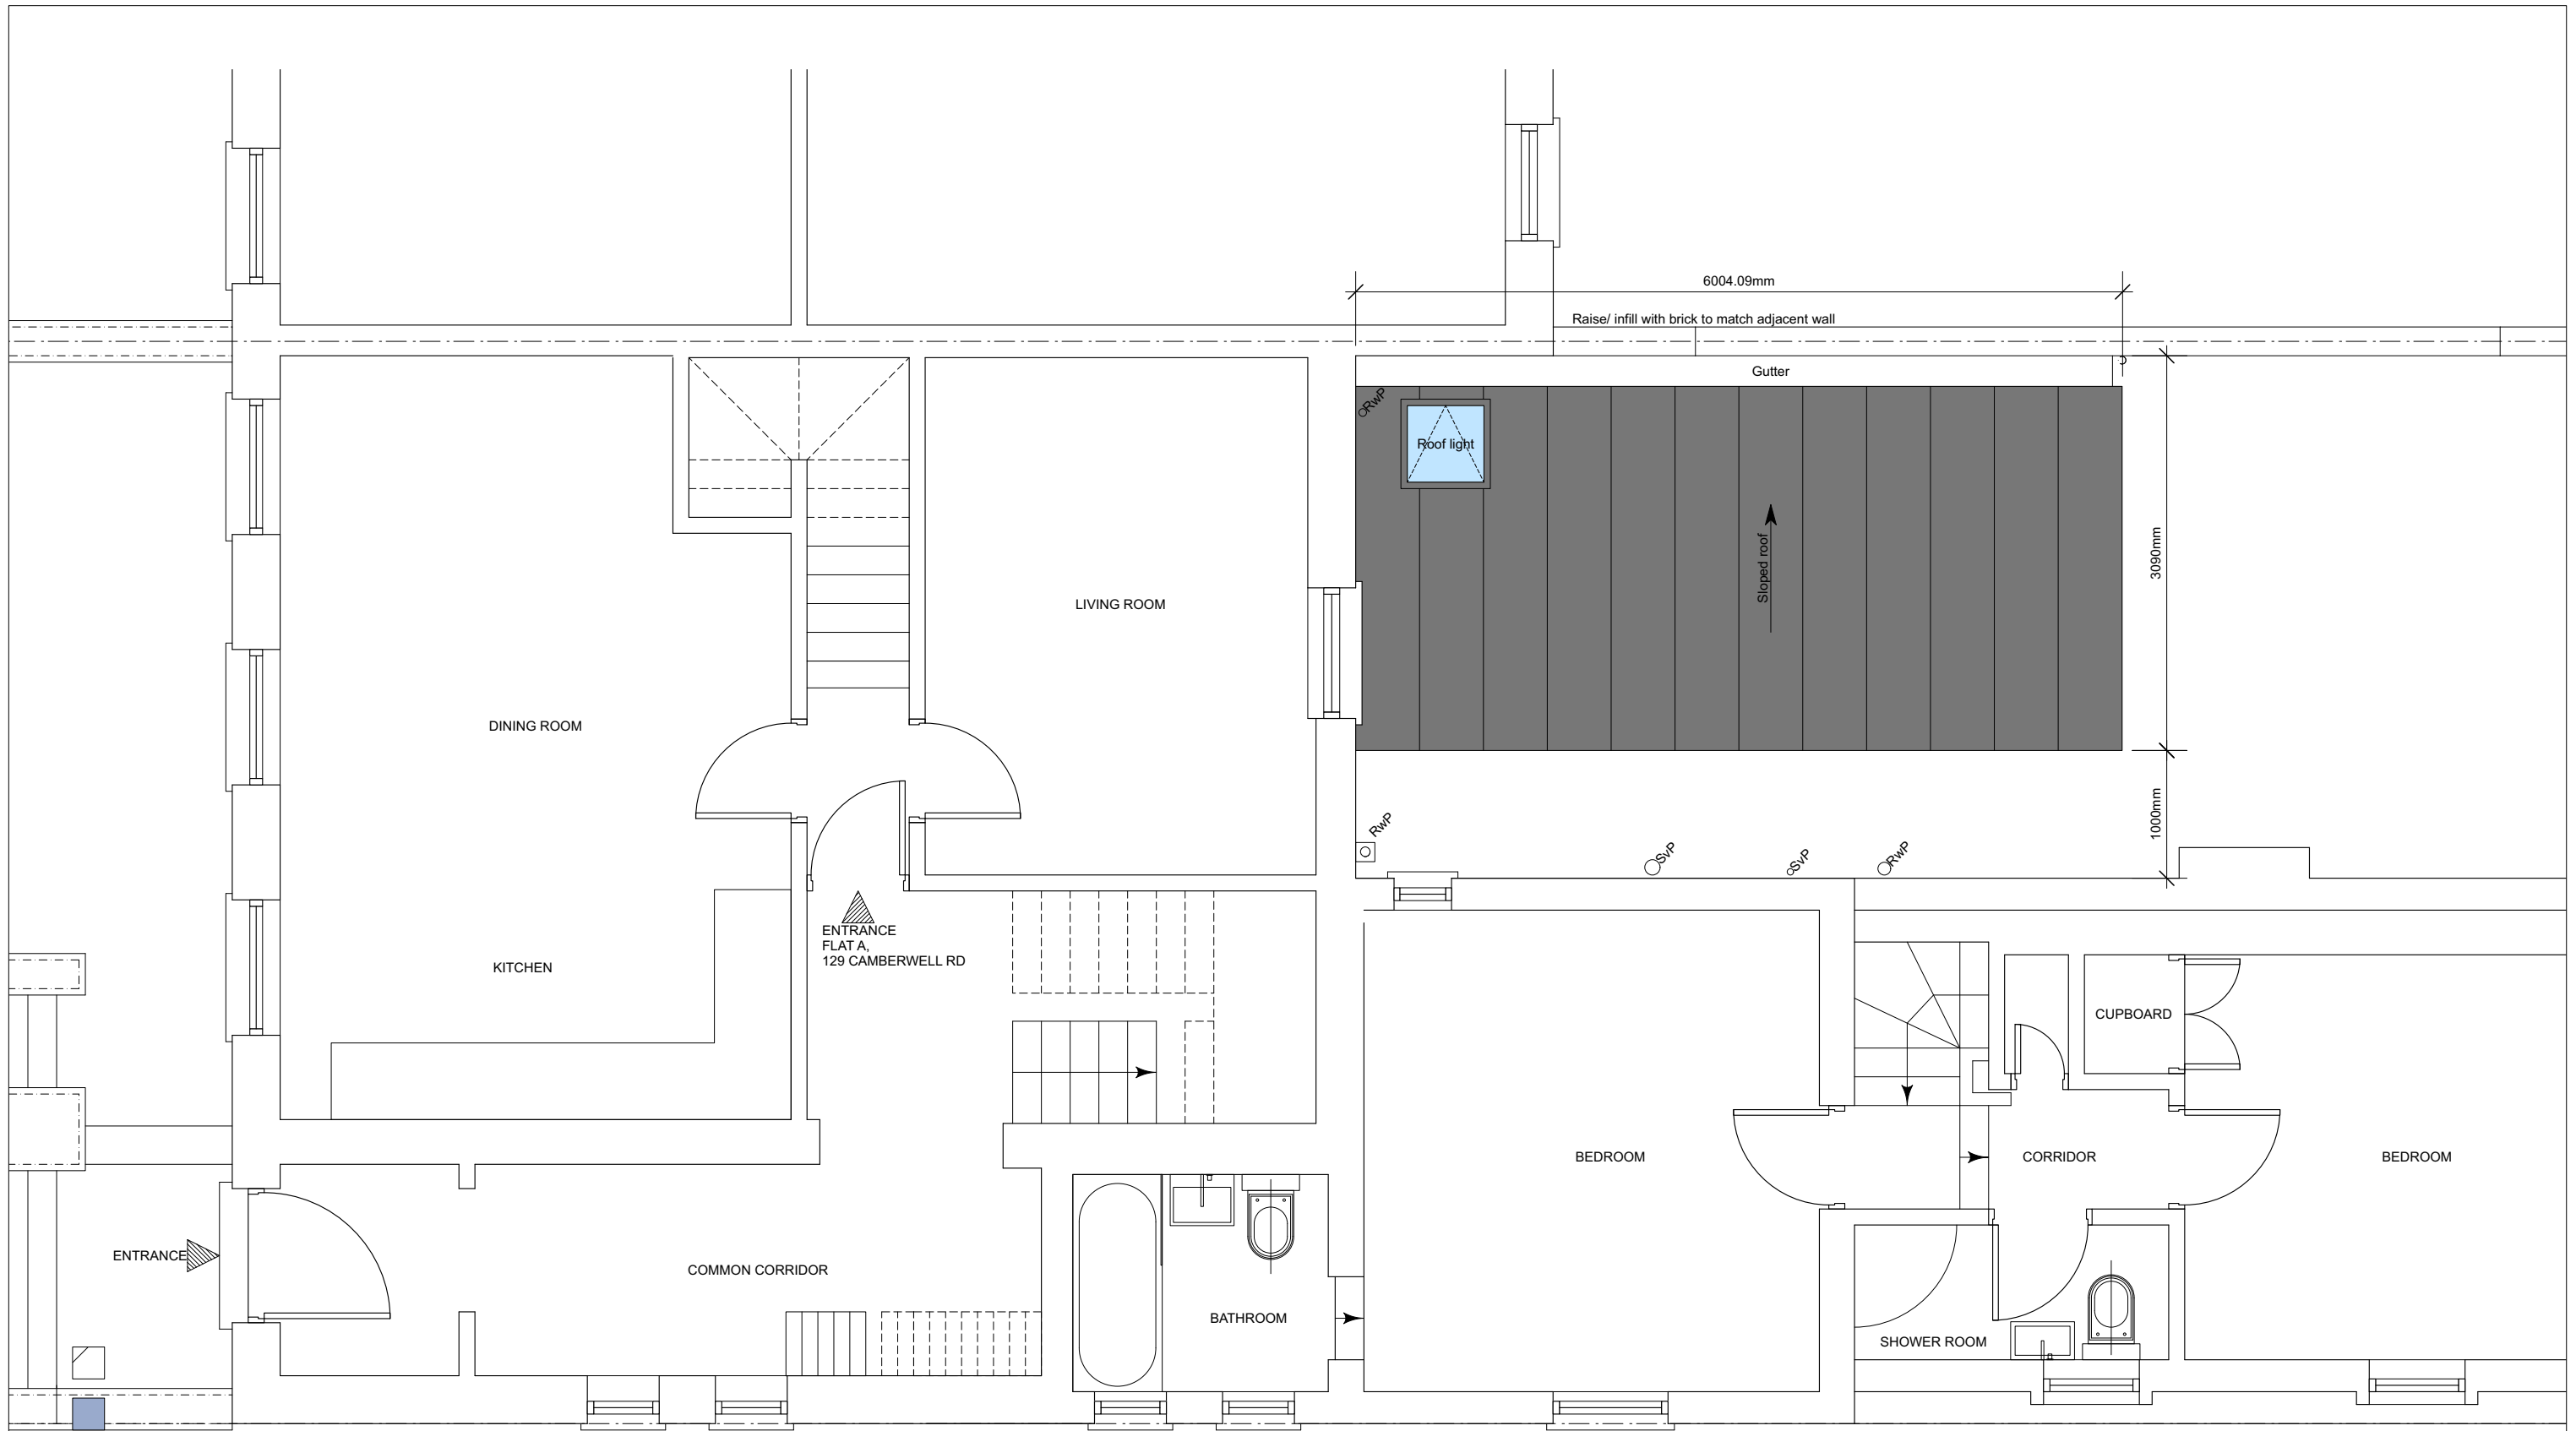 6004.09mm
Raise/ infill with brick to match adjacent wall
Gutter
RwP
Roof light
Sloped roof
3090mm
LIVING ROOM
DINING ROOM
1000mm
RwP
SvP
SvP
RwP
ENTRANCE
FLAT A,
129 CAMBERWELL RD
KITCHEN
CUPBOARD
BEDROOM
CORRIDOR
BEDROOM
ENTRANCE
COMMON CORRIDOR
BATHROOM
SHOWER ROOM